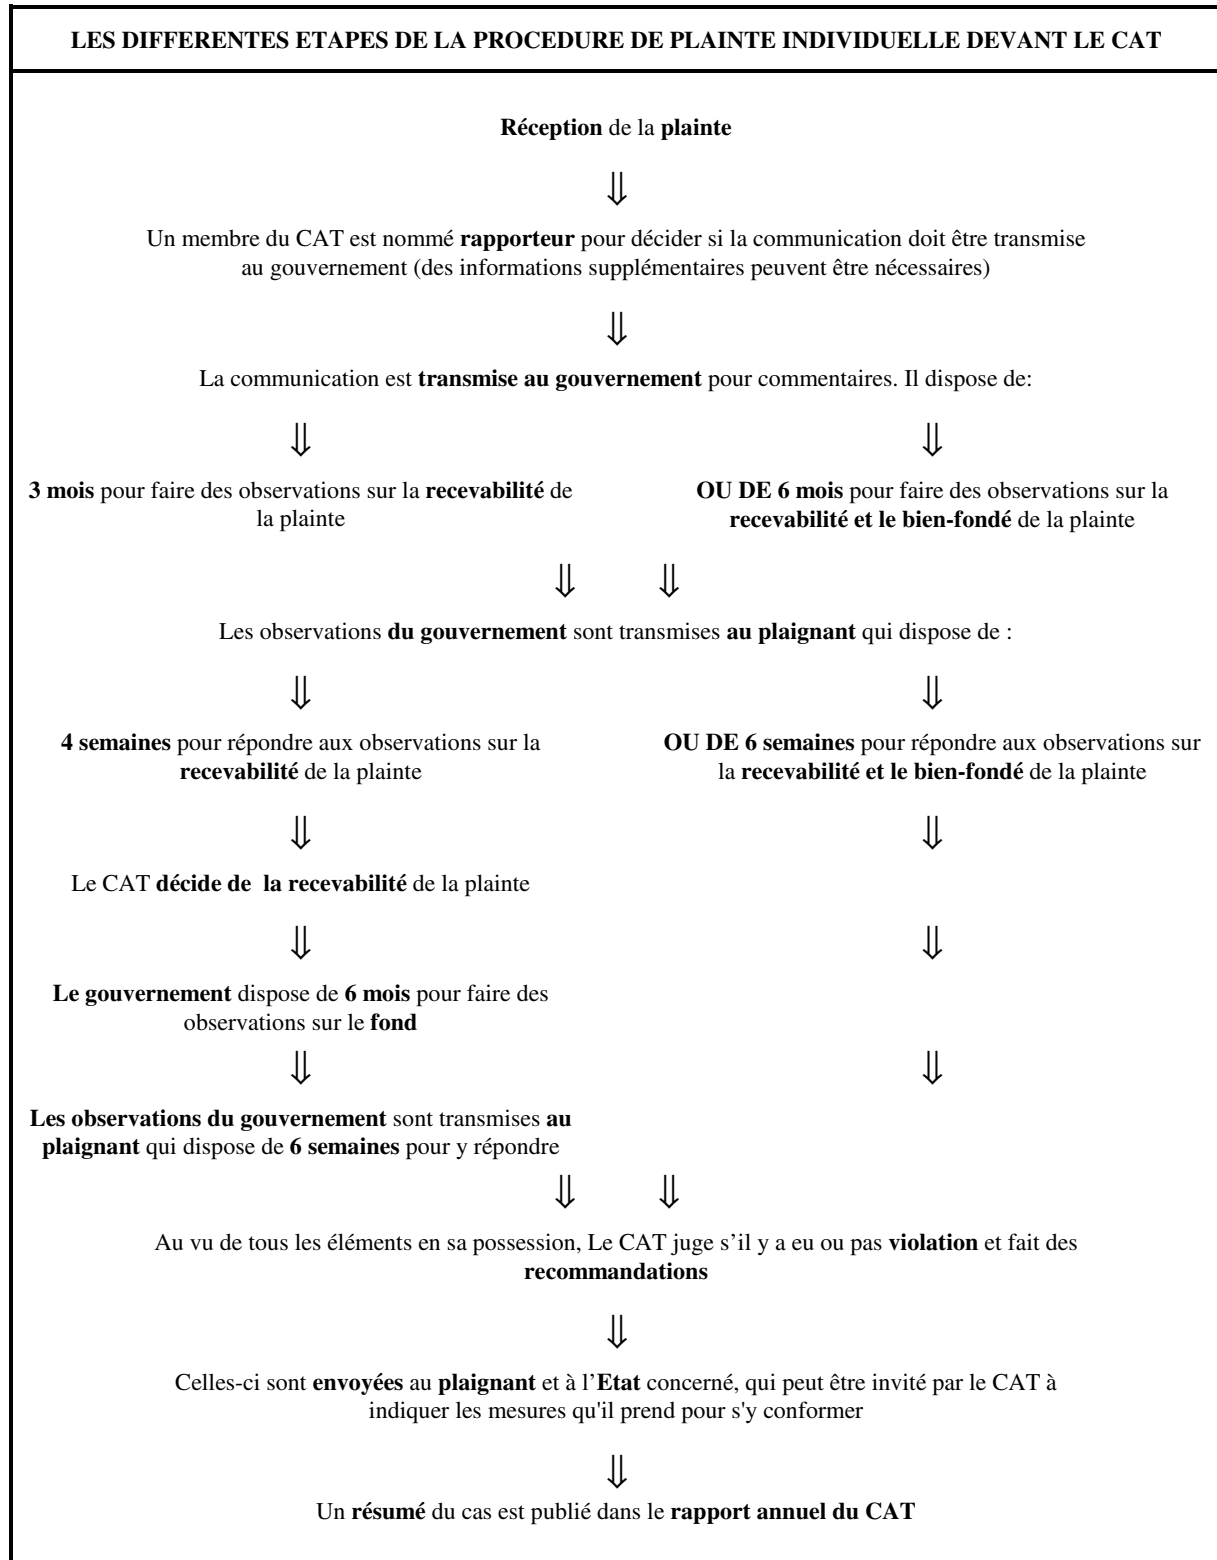 LES DIFFERENTES ETAPES DE LA PROCEDURE DE PLAINTE INDIVIDUELLE DEVANT LE CAT
Réception de la plainte
⇓
Un membre du CAT est nommé rapporteur pour décider si la communication doit être transmise
au gouvernement (des informations supplémentaires peuvent être nécessaires)
⇓
La communication est transmise au gouvernement pour commentaires. Il dispose de:
⇓ ⇓
3 mois pour faire des observations sur la recevabilité de
la plainte
OU DE 6 mois pour faire des observations sur la
recevabilité et le bien-fondé de la plainte
⇓ ⇓
Les observations du gouvernement sont transmises au plaignant qui dispose de :
⇓ ⇓
4 semaines pour répondre aux observations sur la
recevabilité de la plainte
OU DE 6 semaines pour répondre aux observations sur
la recevabilité et le bien-fondé de la plainte
⇓ ⇓
Le CAT décide de  la recevabilité de la plainte
⇓ ⇓
Le gouvernement dispose de 6 mois pour faire des
observations sur le fond
⇓ ⇓
Les observations du gouvernement sont transmises au
plaignant qui dispose de 6 semaines pour y répondre
⇓ ⇓
Au vu de tous les éléments en sa possession, Le CAT juge s’il y a eu ou pas violation et fait des
recommandations
⇓
Celles-ci sont envoyées au plaignant et à l’Etat concerné, qui peut être invité par le CAT à
indiquer les mesures qu'il prend pour s'y conformer
⇓
Un résumé du cas est publié dans le rapport annuel du CAT